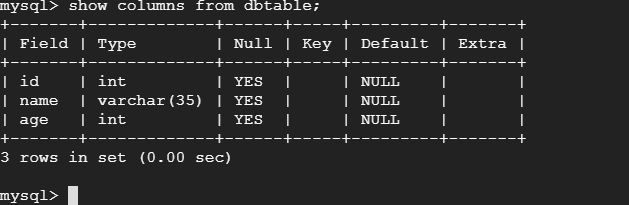 mysql> show columns from dbtable;
+-------+-------------+------+-----+---------+-------+
| Field | Type        | Null | Key | Default | Extra |
+-------+-------------+------+-----+---------+-------+
| id    | int         | YES  |     | NULL    |       |
| name  | varchar(35) | YES  |     | NULL    |       |
| age   | int         | YES  |     | NULL    |       |
+-------+-------------+------+-----+---------+-------+
3 rows in set (0.00 sec)
mysql>